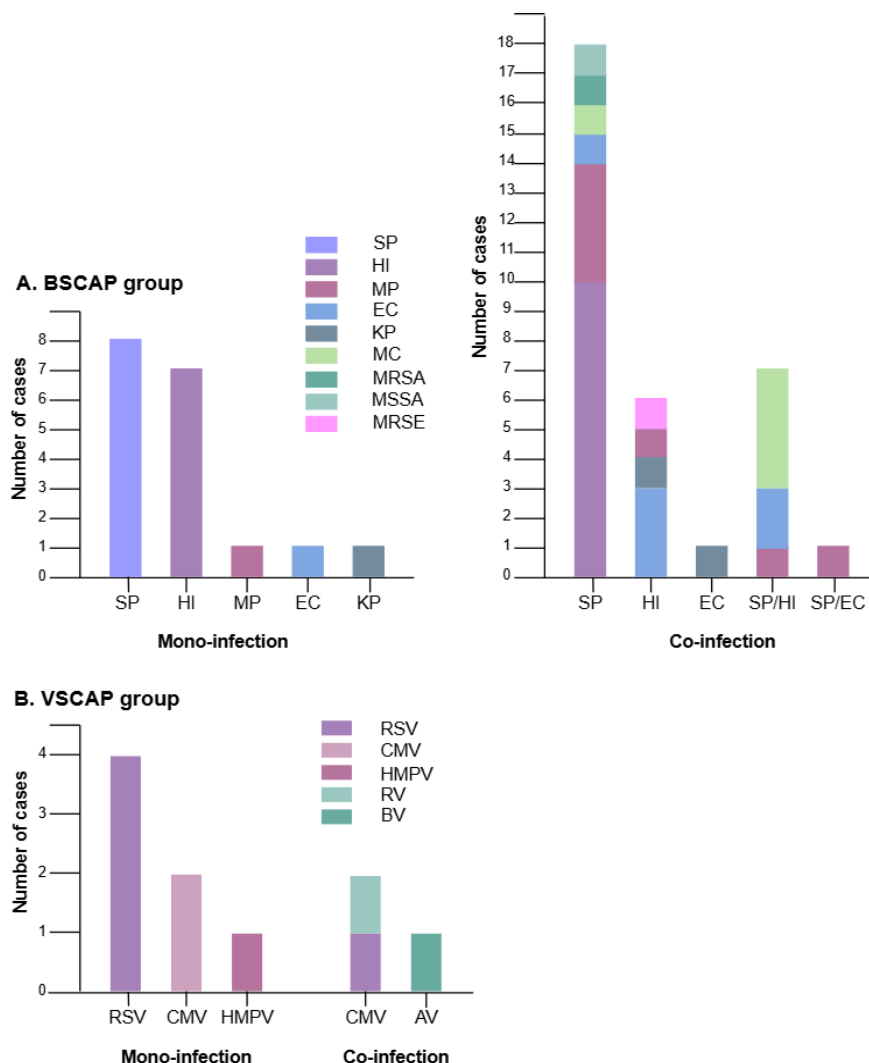 A. BSCAP group
Number of cases
8
7
6
5
4
3
2
1
0
SP
HI
MP
EC
KP
Mono-infection
SP
HI
MP
EC
KP
MC
MRSA
MSSA
MRSE
Number of cases
18
17
16
15
14
13
12
11
10
9
8
7
6
5
4
3
2
1
0
SP
HI
EC
SP/HI
SP/EC
Co-infection
B. VSCAP group
Number of cases
4
3
2
1
0
RSV
CMV
HMPV
CMV
AV
Mono-infection
Co-infection
RSV
CMV
HMPV
RV
BV